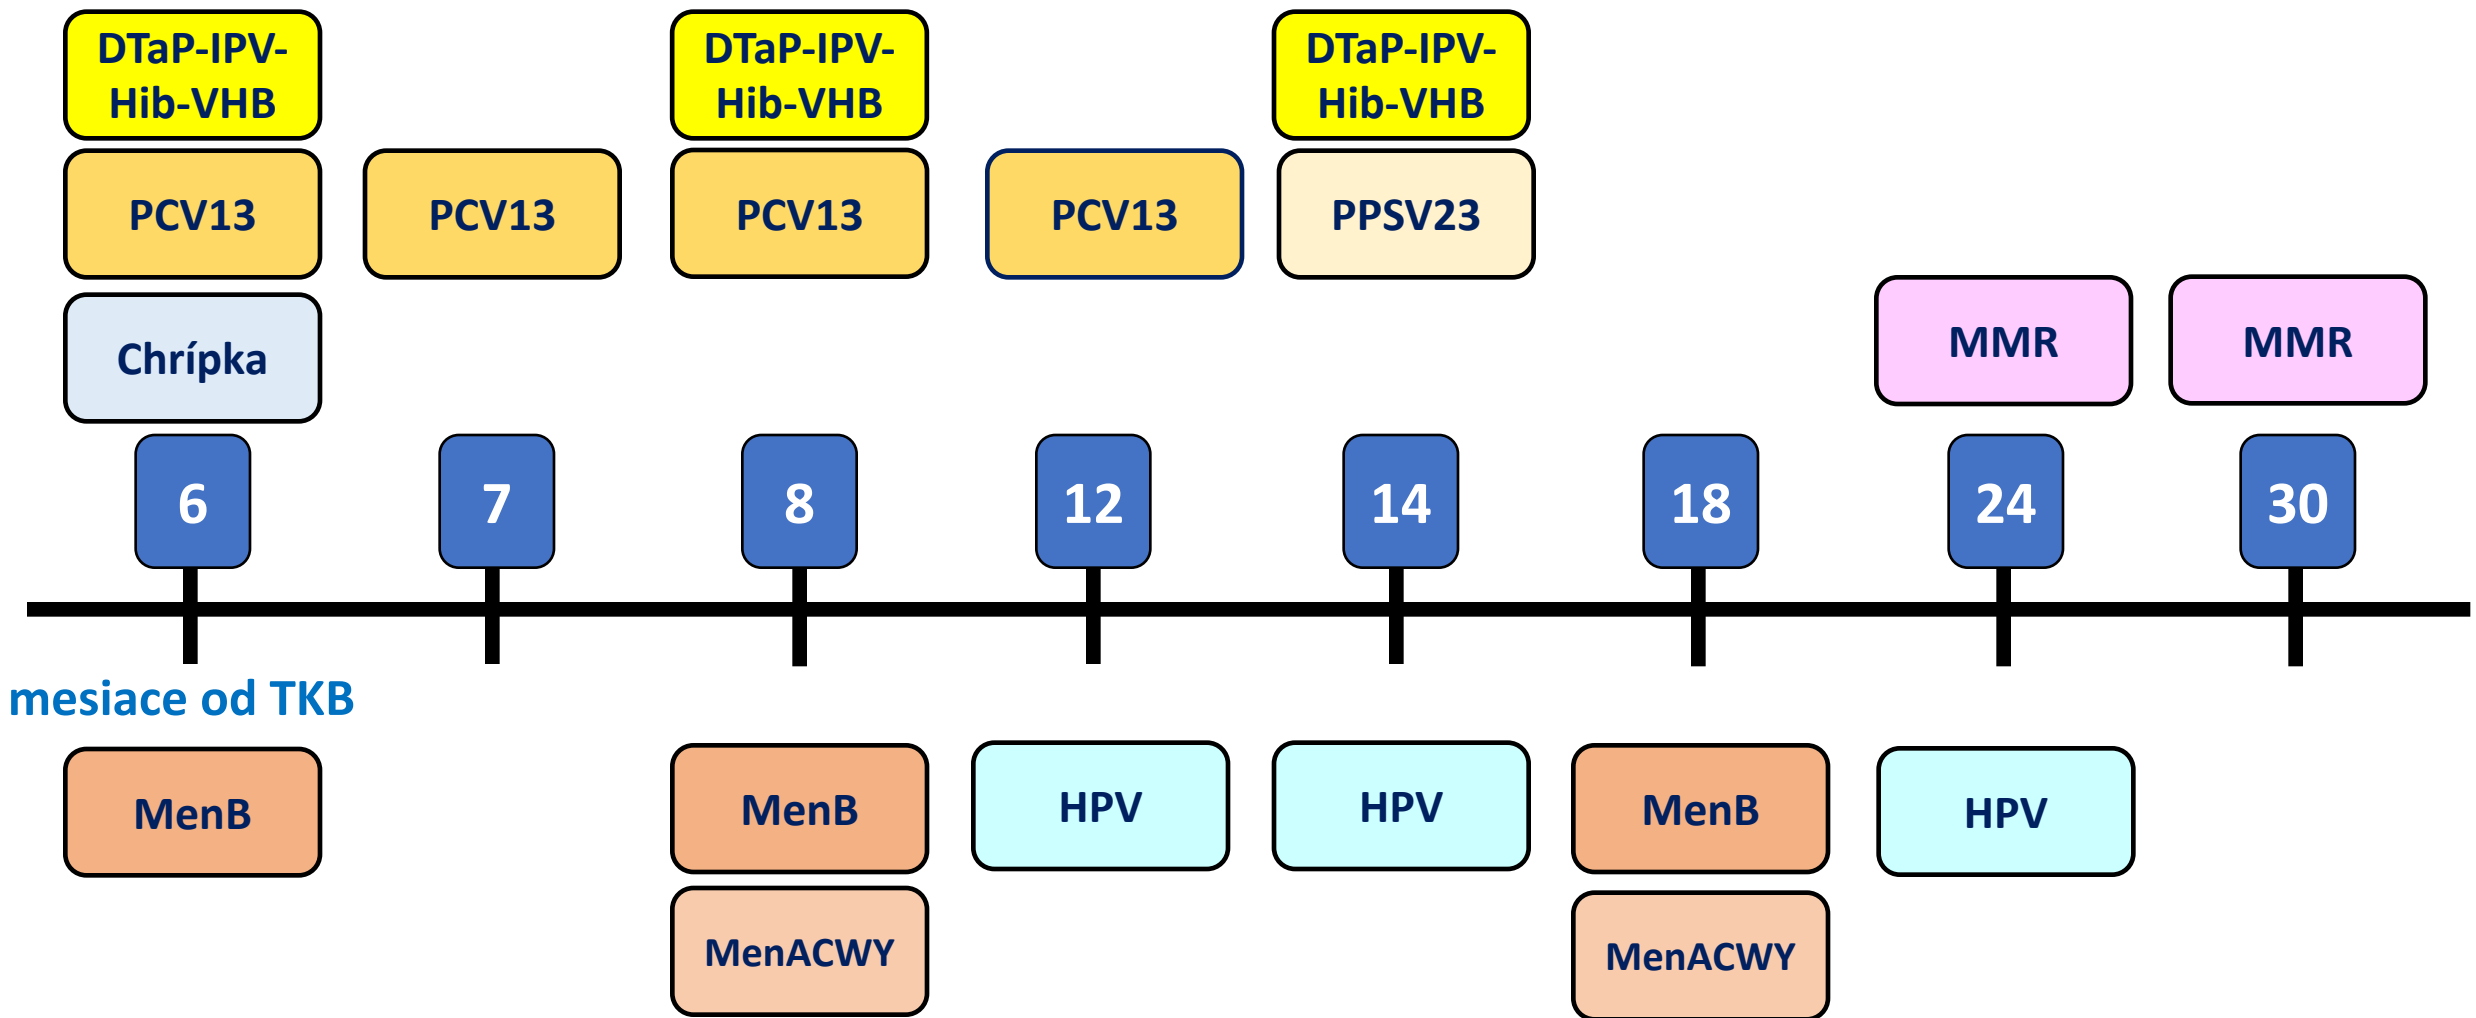 DTaP-IPV-
Hib-VHB
DTaP-IPV-
Hib-VHB
DTaP-IPV-
Hib-VHB
PCV13
PCV13
PCV13
PCV13
PPSV23
Chrípka
MMR
MMR
6
7
8
12
14
18
24
30
mesiace od TKB
MenB
MenB
HPV
HPV
MenB
HPV
MenACWY
MenACWY